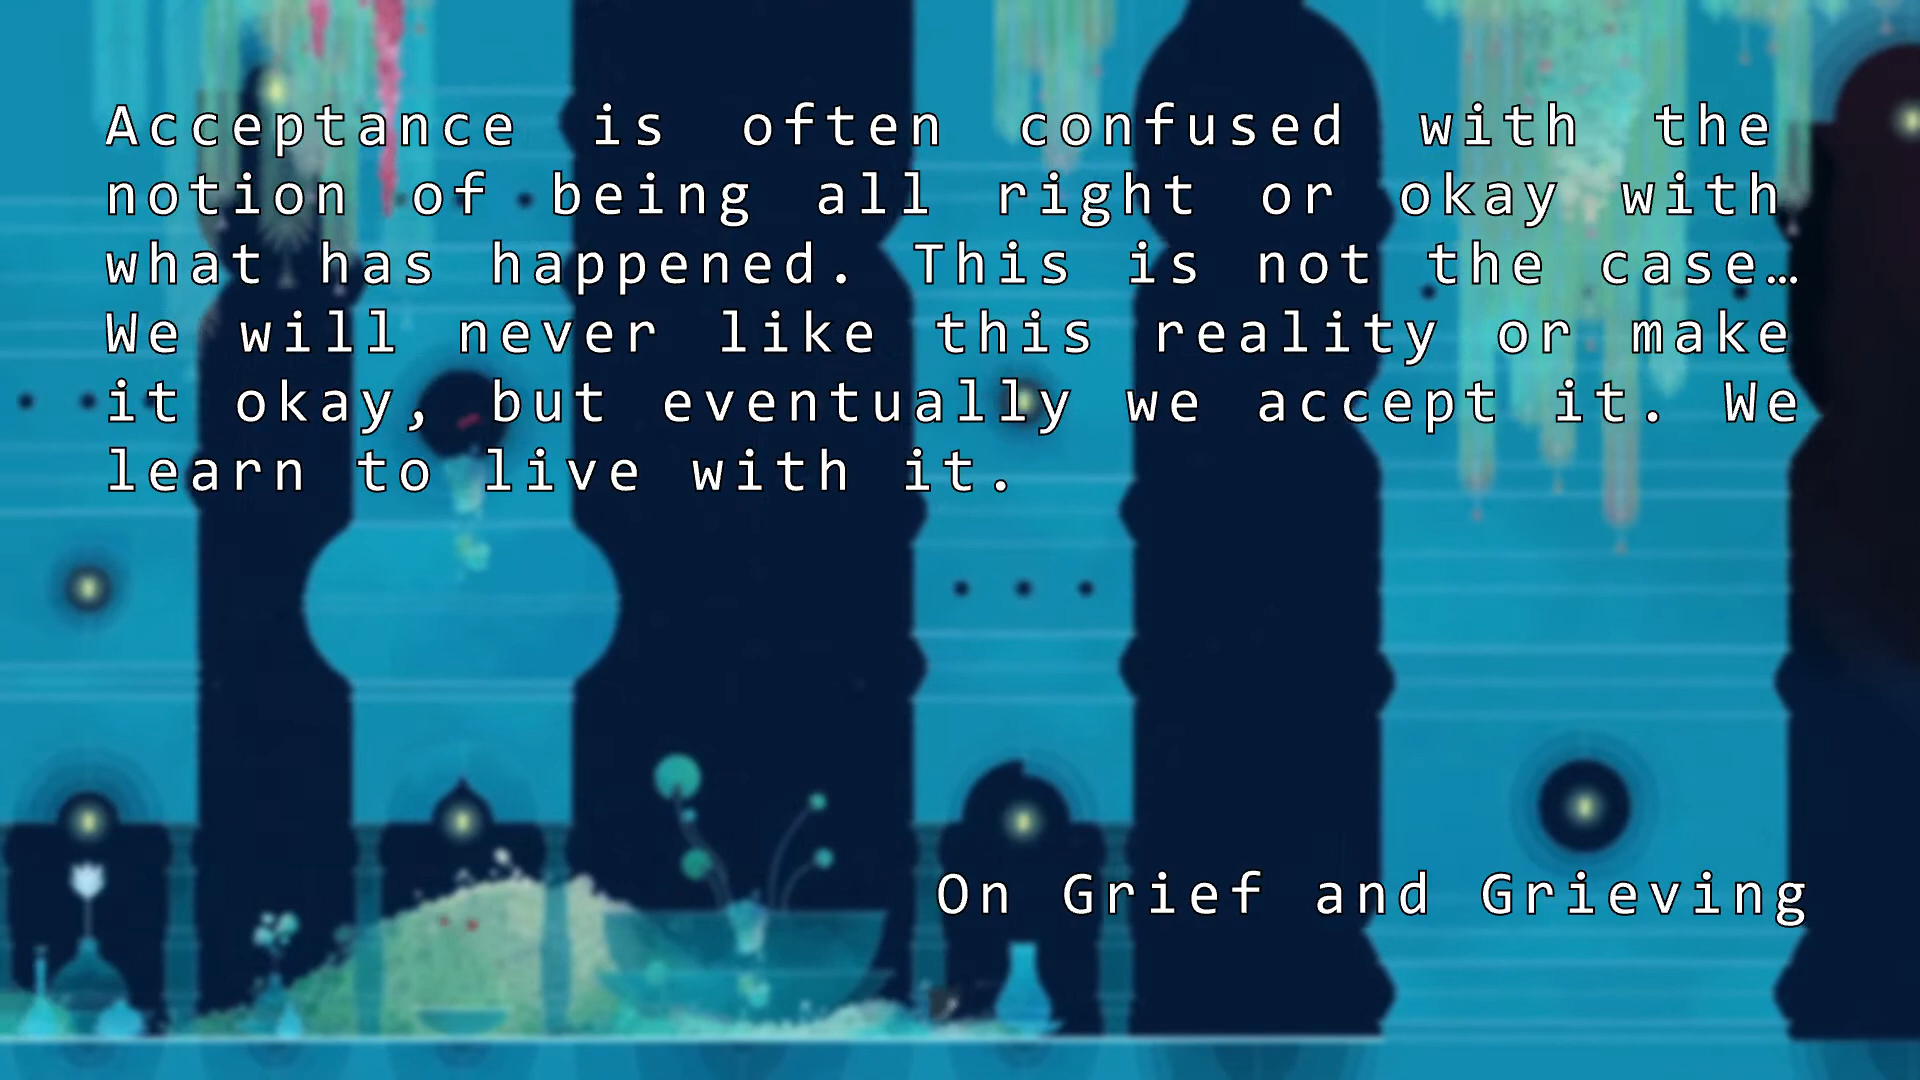 Acceptance is often confused with the
notion of being all right or okay with
what has happened. This is not the case…
We will never like this reality or make
it okay, but eventually we accept it. We
learn to live with it.
On Grief and Grieving